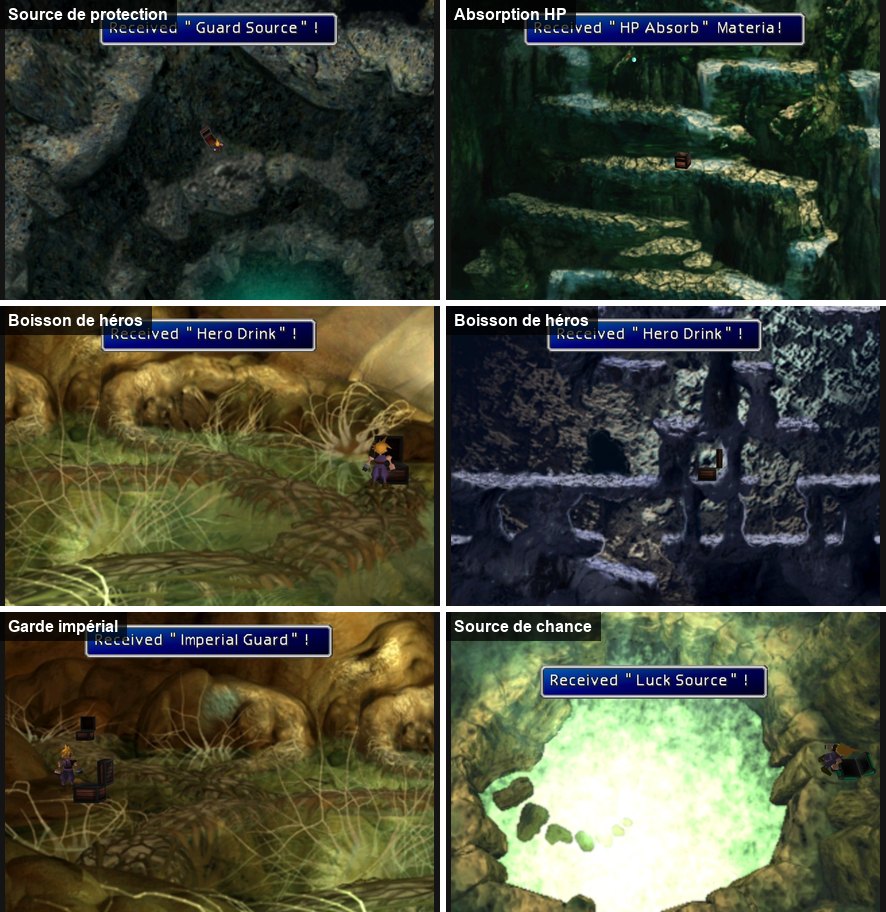 Source de protection
Received "Guard Source" !
Absorption HP
Received "HP Absorb" Materia!
Boisson de héros
Received "Hero Drink" !
Boisson de héros
Received "Hero Drink" !
Garde impérial
Received "Imperial Guard" !
Source de chance
Received "Luck Source" !